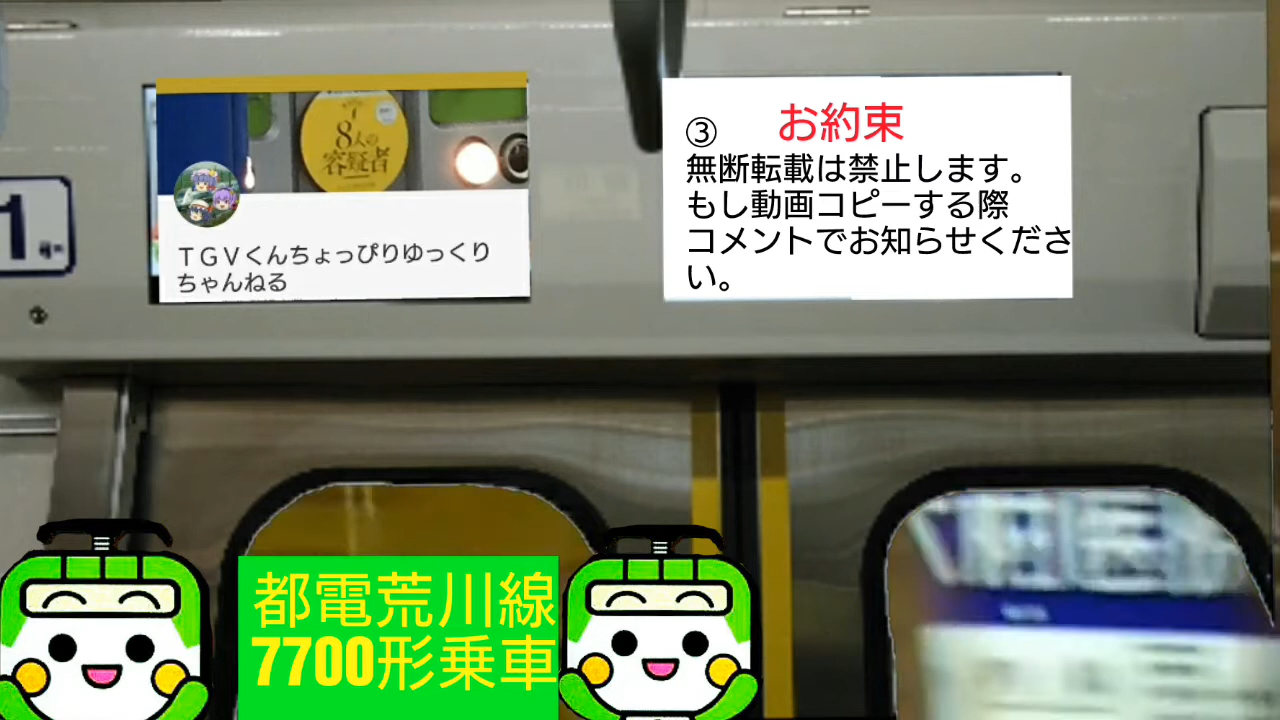 1
8人の
容疑者
TGVくんちょっぴりゆっくり
ちゃんねる
③ お約束
無断転載は禁止します。
もし動画コピーする際
コメントでお知らせくださ
い。
都電荒川線
7700形乗車